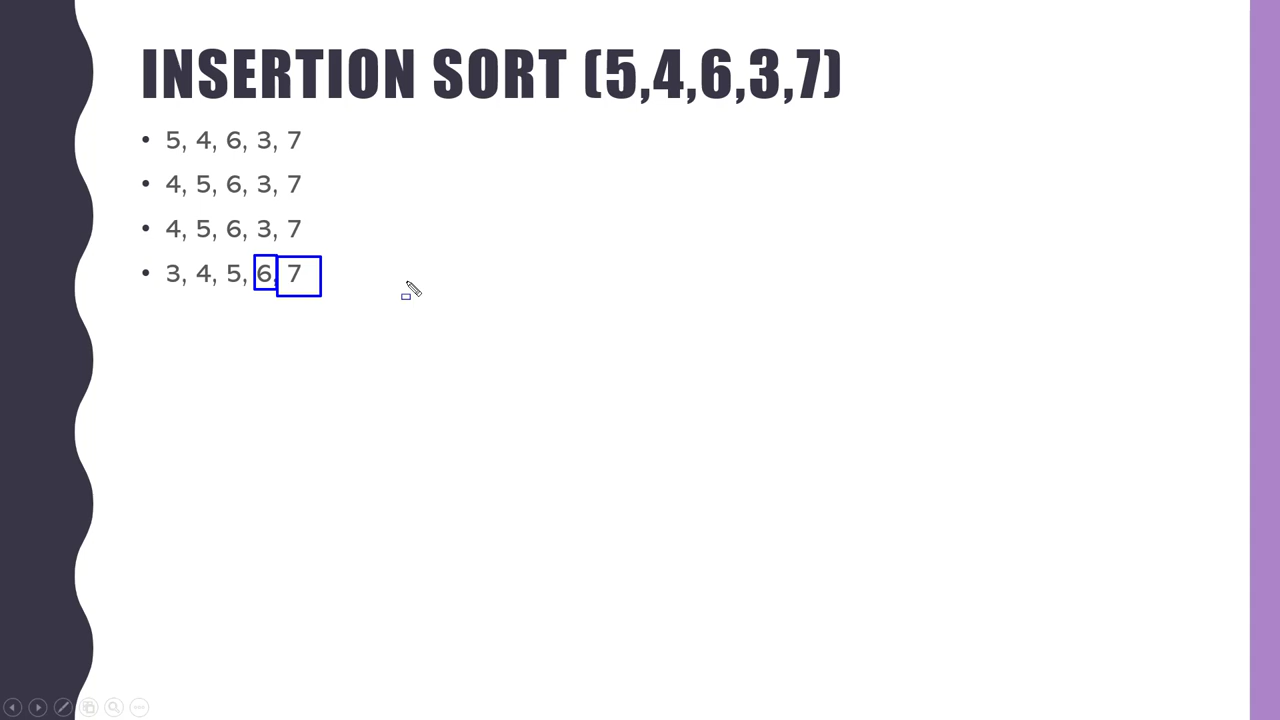 INSERTION SORT (5,4,6,3,7)
• 5, 4, 6, 3, 7
• 4, 5, 6, 3, 7
• 4, 5, 6, 3, 7
• 3, 4, 5, 6, 7